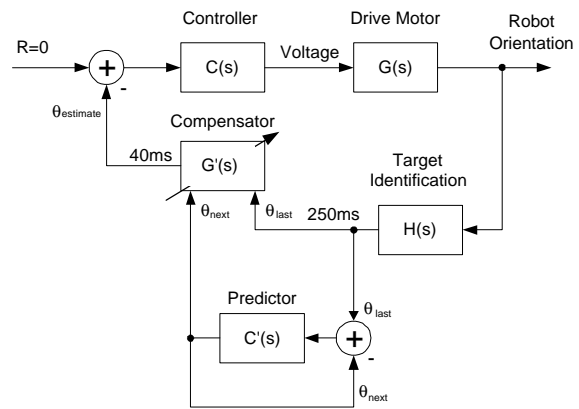 Controller
Drive Motor
Robot
Orientation
R=0
Voltage
+
C(s)
G(s)
-
θestimate
Compensator
40ms
G'(s)
Target
Identification
θnext
θlast
250ms
H(s)
Predictor
θlast
C'(s)
+
-
θnext